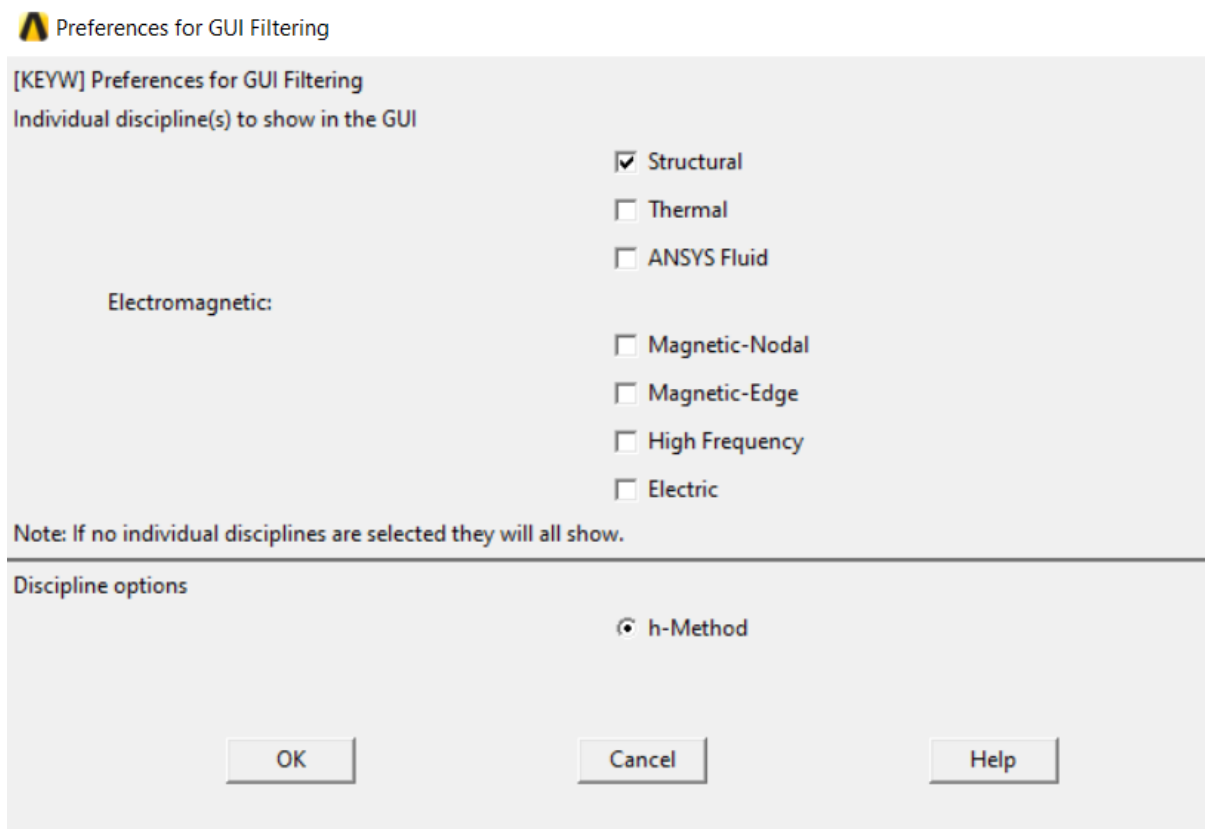 Preferences for GUI Filtering
[KEYW] Preferences for GUI Filtering
Individual discipline(s) to show in the GUI
Structural
Thermal
ANSYS Fluid
Electromagnetic:
Magnetic-Nodal
Magnetic-Edge
High Frequency
Electric
Note: If no individual disciplines are selected they will all show.
Discipline options
h-Method
OK Cancel Help